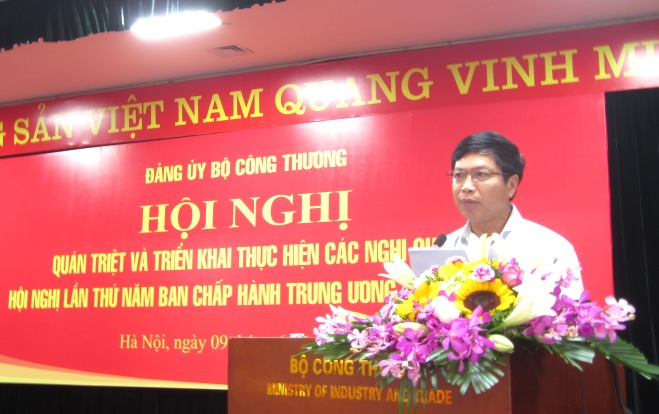 SẢN VIỆT NAM QUANG VINH
ĐẢNG ỦY BỘ CÔNG THƯƠNG
HỘI NGHỊ
QUÁN TRIỆT VÀ TRIỂN KHAI THỰC HIỆN CÁC NGHỊ
HỘI NGHỊ LẦN THỨ NĂM BAN CHẤP HÀNH TRUNG ƯƠNG
Hà Nội, ngày 09
BỘ CÔNG
MINISTRY OF INDUSTRY AND